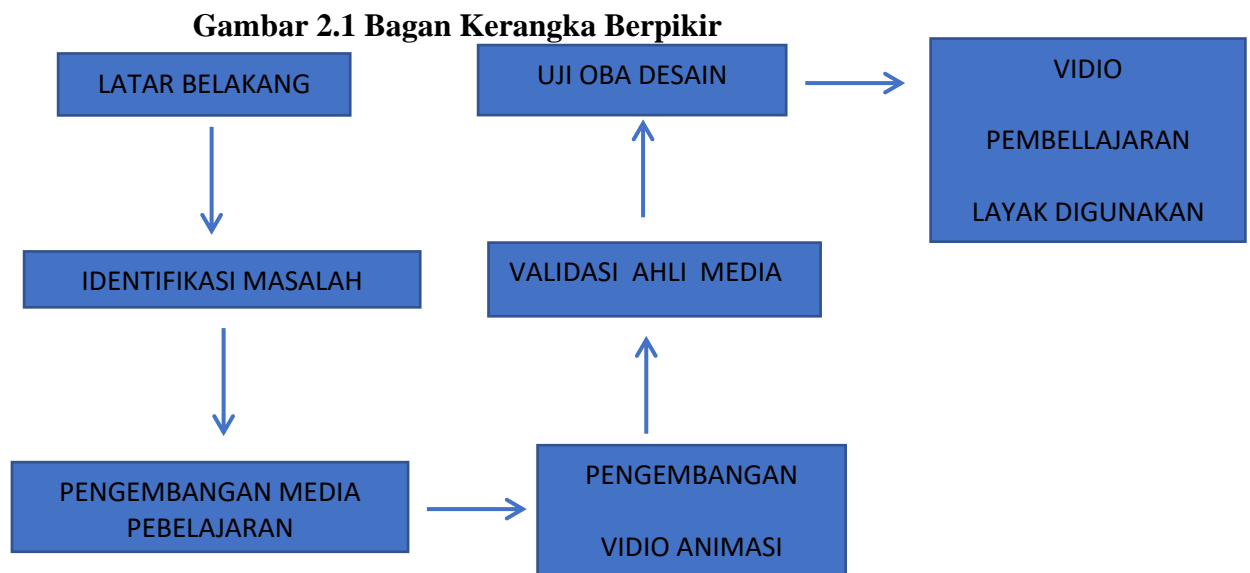 Gambar 2.1 Bagan Kerangka Berpikir
LATAR BELAKANG
IDENTIFIKASI MASALAH
PENGEMBANGAN MEDIA
PEBELAJARAN
PENGEMBANGAN
VIDIO ANIMASI
VALIDASI AHLI MEDIA
UJI OBA DESAIN
VIDIO
PEMBELLAJARAN
LAYAK DIGUNAKAN